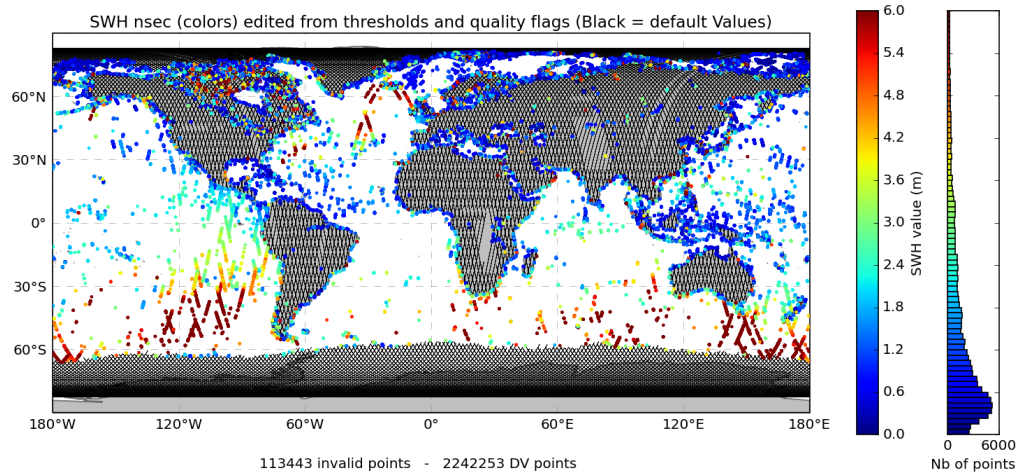 SWH nsec (colors) edited from thresholds and quality flags (Black = default Values)
60°N
30°N
0°
30°S
60°S
180°W
120°W
60°W
0°E
60°E
120°E
180°E
113443 invalid points   -   2242253 DV points
6.0
5.4
4.8
4.2
3.6
3.0
2.4
1.8
1.2
0.6
0.0
SWH value (m)
0
6000
Nb of points